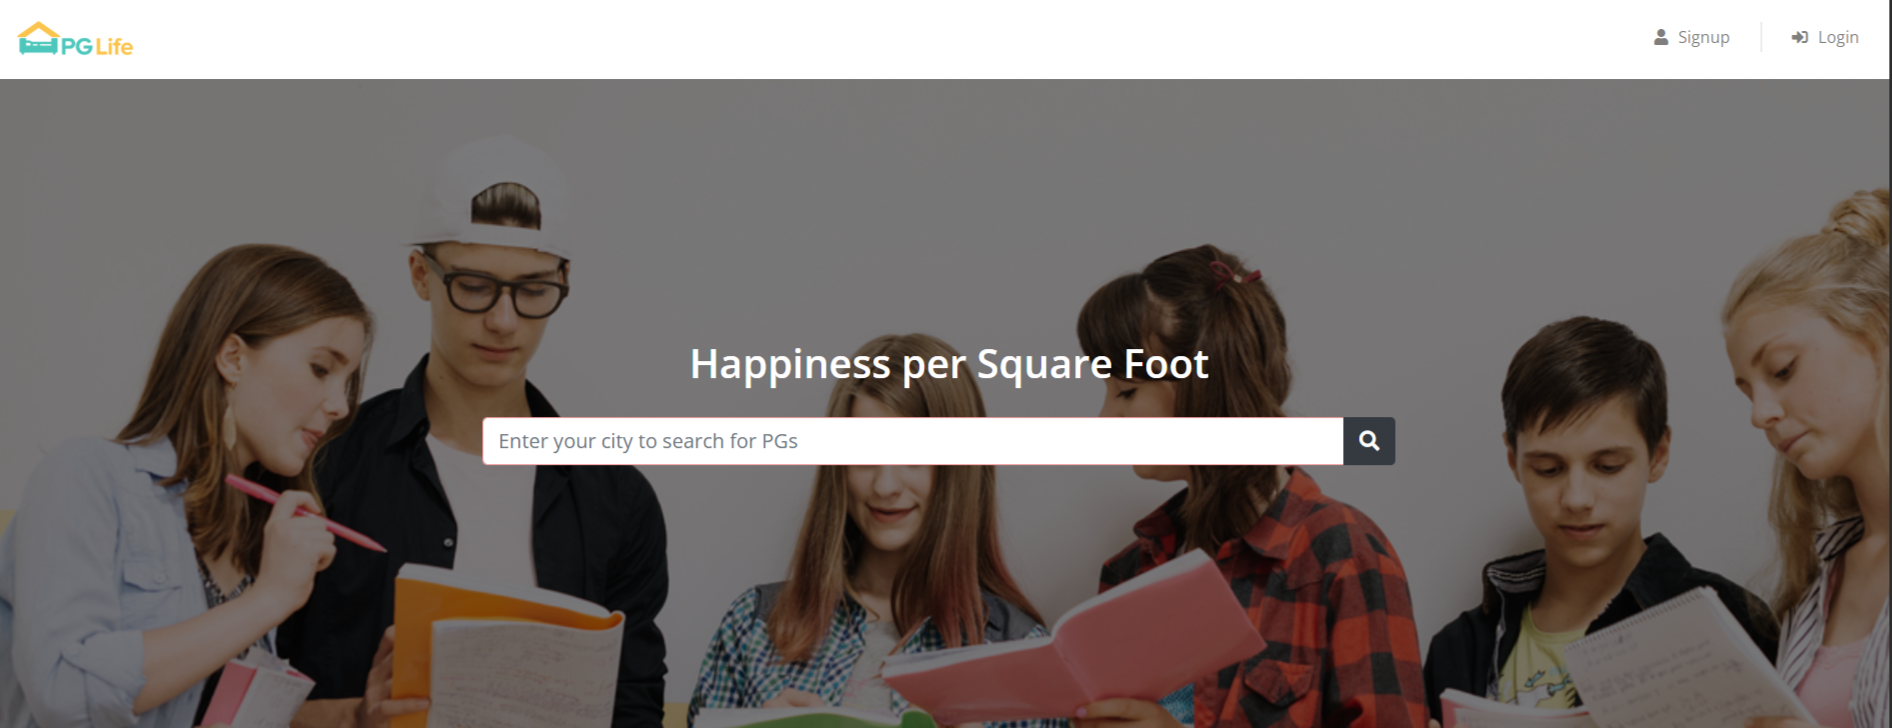 PG Life
Signup
Login
Happiness per Square Foot
Enter your city to search for PGs